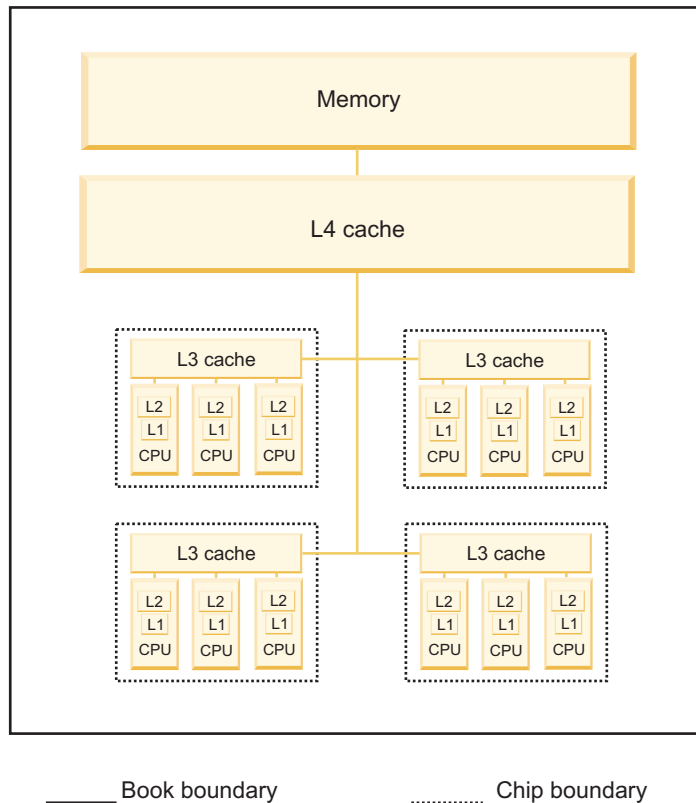 Memory
L4 cache
L3 cache L3 cache
L2 L2 L2 L2 L2 L2
L1 L1 L1 L1 L1 L1
CPU CPU CPU CPU CPU CPU
L3 cache L3 cache
L2 L2 L2 L2 L2 L2
L1 L1 L1 L1 L1 L1
CPU CPU CPU CPU CPU CPU
Book boundary Chip boundary